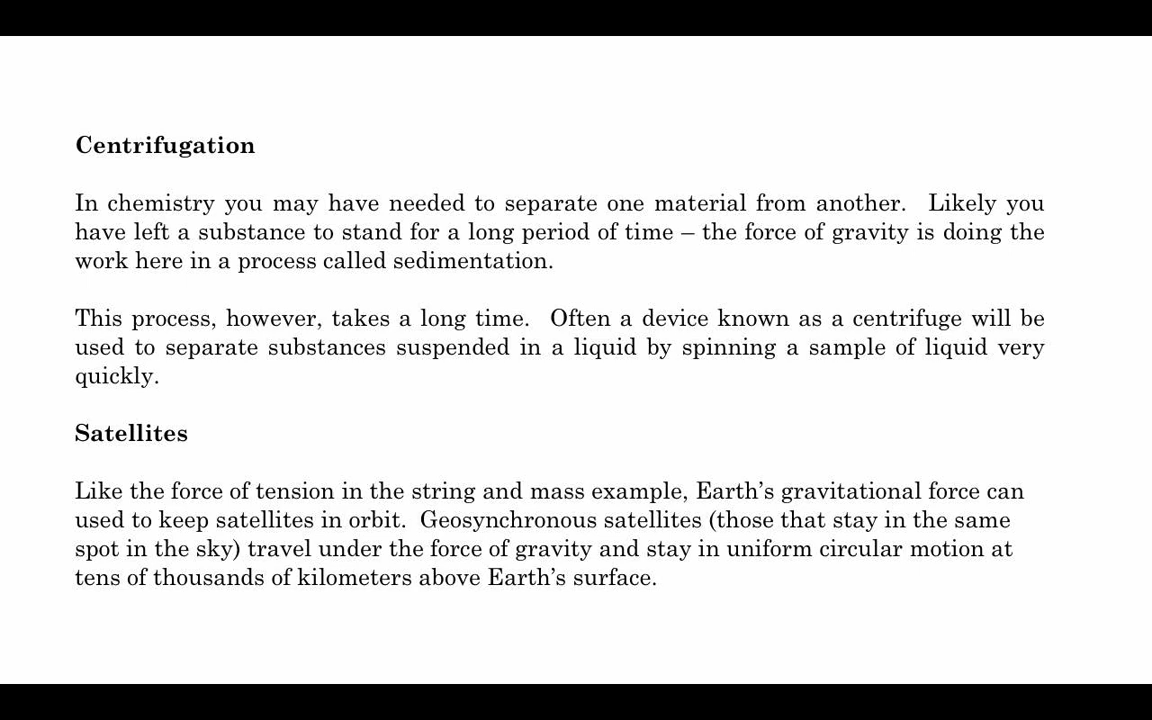 Centrifugation
In chemistry you may have needed to separate one material from another.  Likely you
have left a substance to stand for a long period of time – the force of gravity is doing the
work here in a process called sedimentation.
This process, however, takes a long time.  Often a device known as a centrifuge will be
used to separate substances suspended in a liquid by spinning a sample of liquid very
quickly.
Satellites
Like the force of tension in the string and mass example, Earth’s gravitational force can
used to keep satellites in orbit.  Geosynchronous satellites (those that stay in the same
spot in the sky) travel under the force of gravity and stay in uniform circular motion at
tens of thousands of kilometers above Earth’s surface.